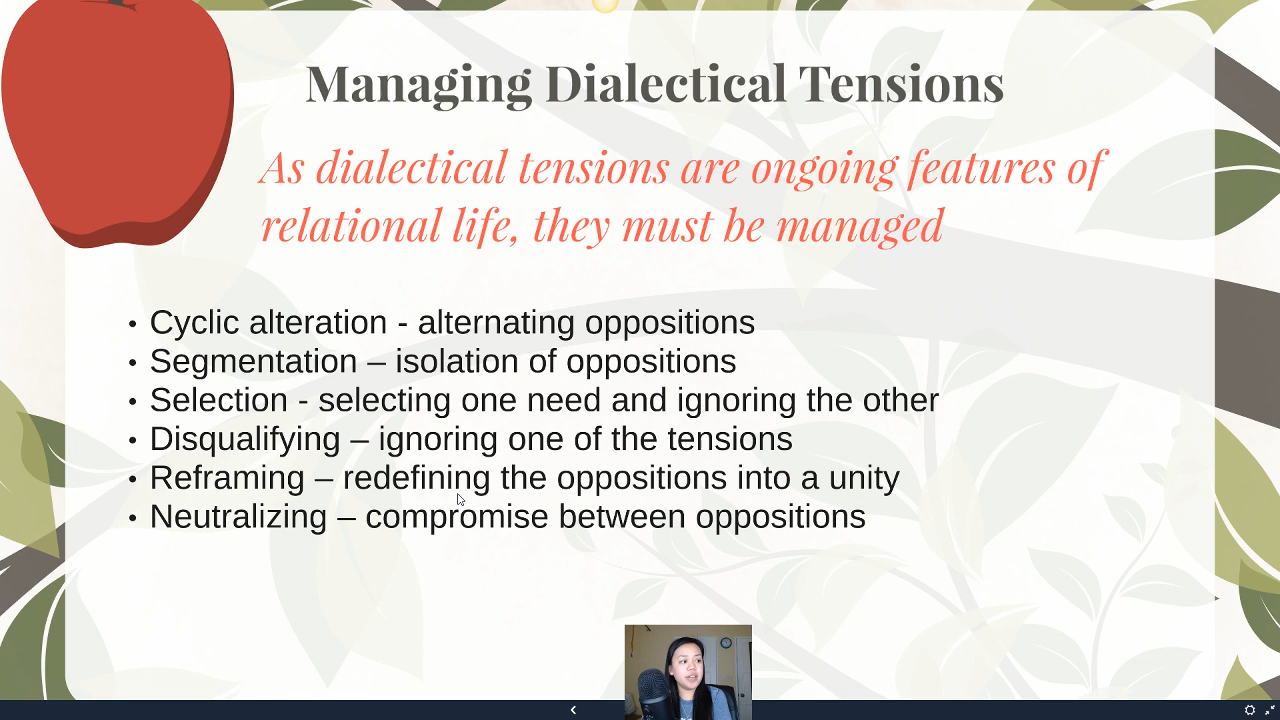 Managing Dialectical Tensions
As dialectical tensions are ongoing features of
relational life, they must be managed
• Cyclic alteration - alternating oppositions
• Segmentation – isolation of oppositions
• Selection - selecting one need and ignoring the other
• Disqualifying – ignoring one of the tensions
• Reframing – redefining the oppositions into a unity
• Neutralizing – compromise between oppositions